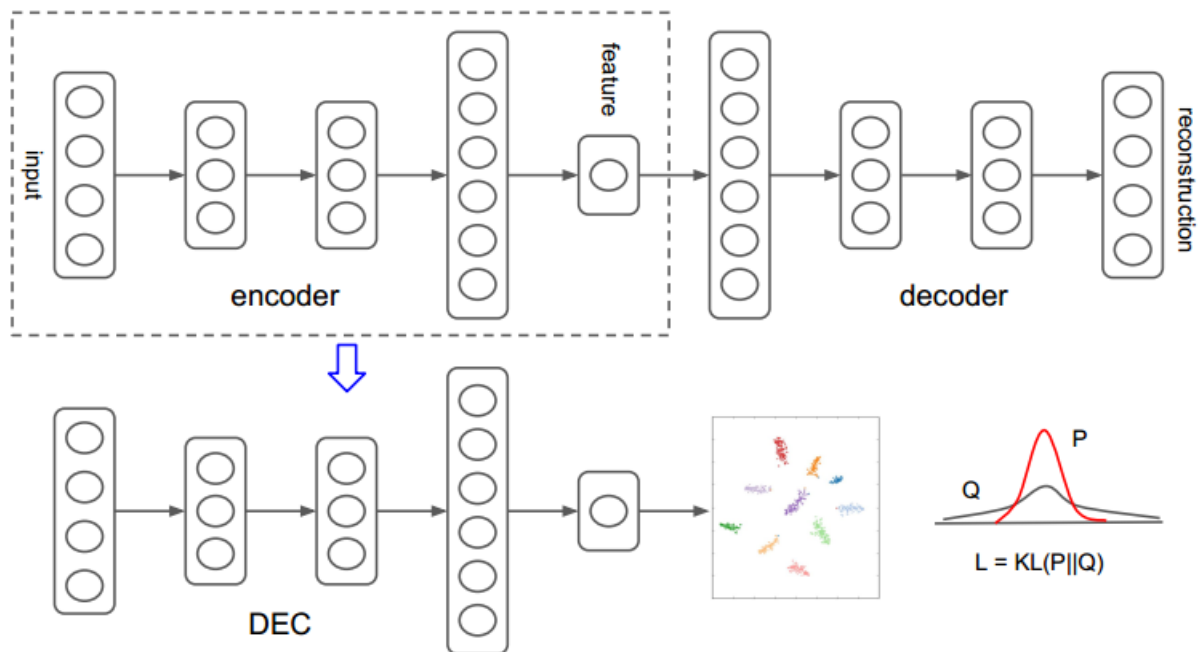 input
encoder
feature
decoder
reconstruction
DEC
Q
P
L = KL(P||Q)